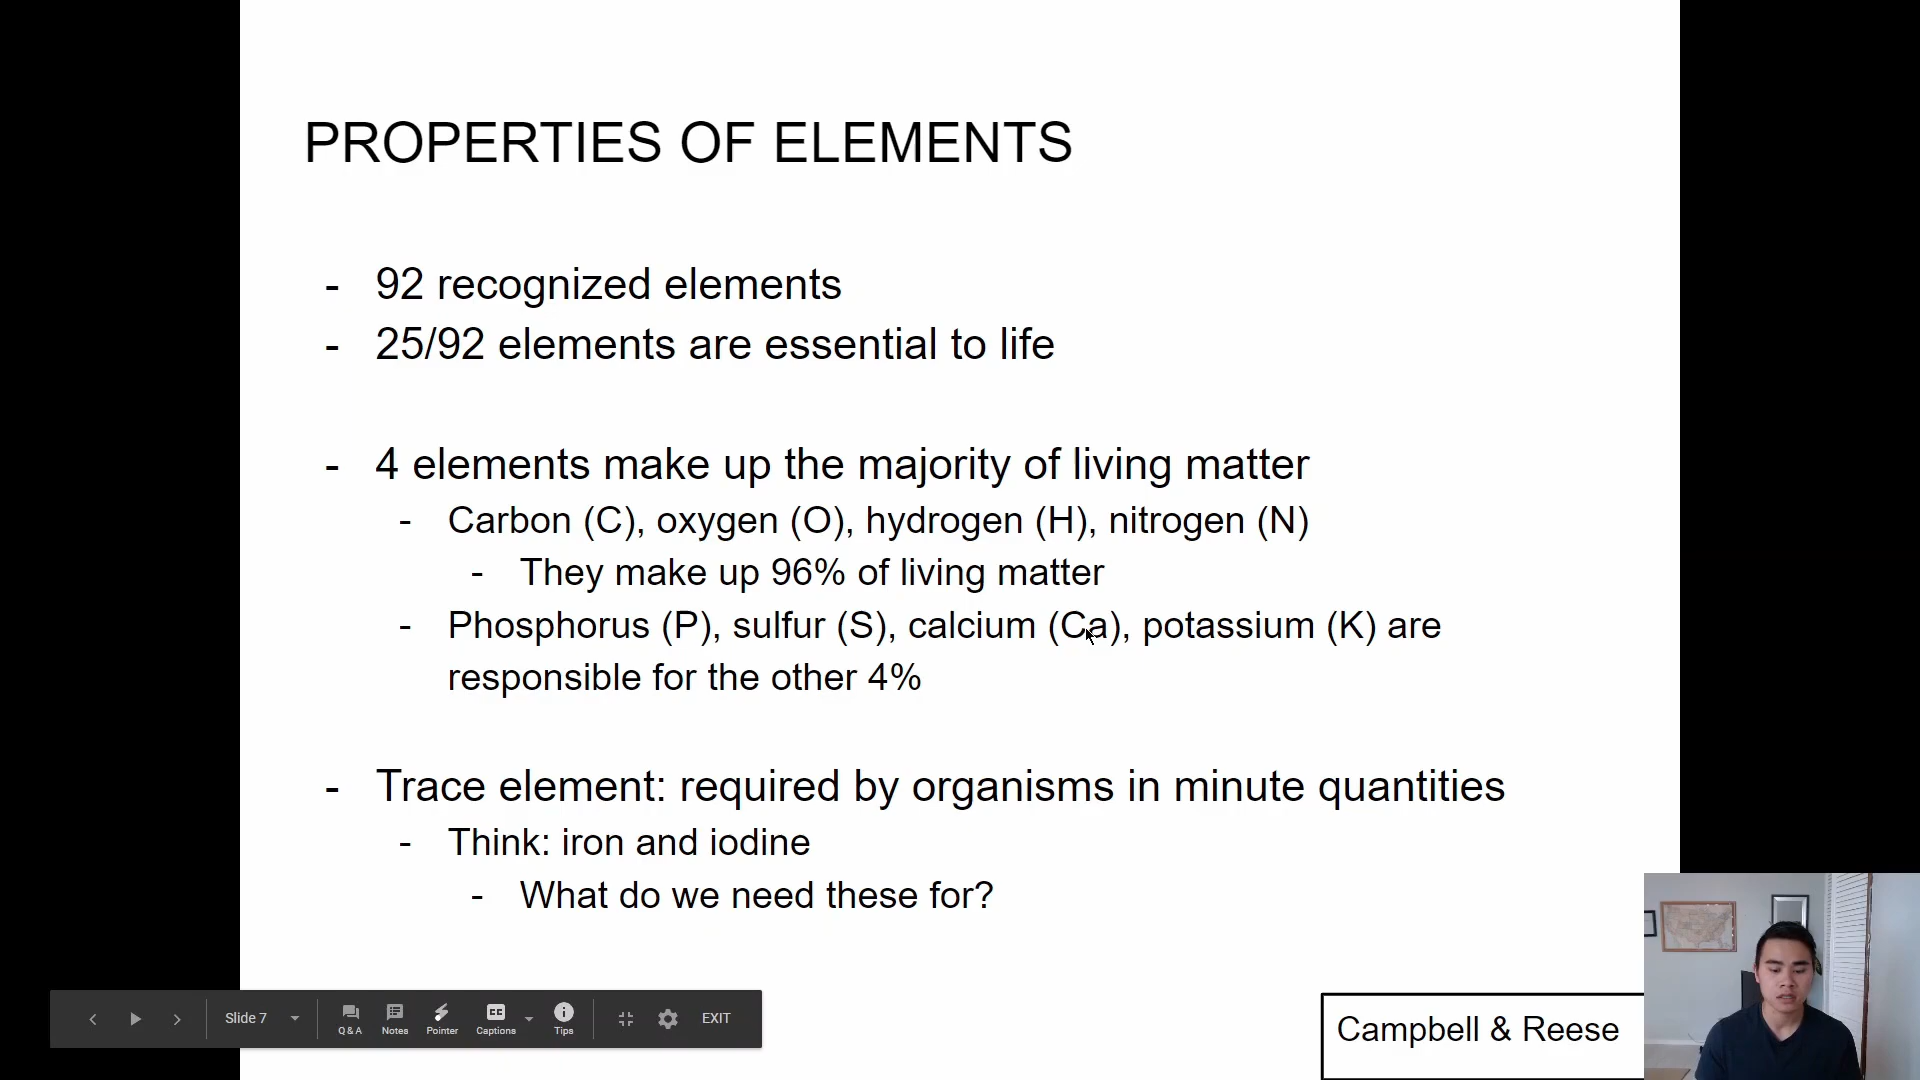 PROPERTIES OF ELEMENTS
- 92 recognized elements
- 25/92 elements are essential to life
- 4 elements make up the majority of living matter
- Carbon (C), oxygen (O), hydrogen (H), nitrogen (N)
- They make up 96% of living matter
- Phosphorus (P), sulfur (S), calcium (Ca), potassium (K) are
responsible for the other 4%
- Trace element: required by organisms in minute quantities
- Think: iron and iodine
- What do we need these for?
Slide 7
Q & A
Notes
Pointer
CC
Captions
Tips
EXIT
Campbell & Reese